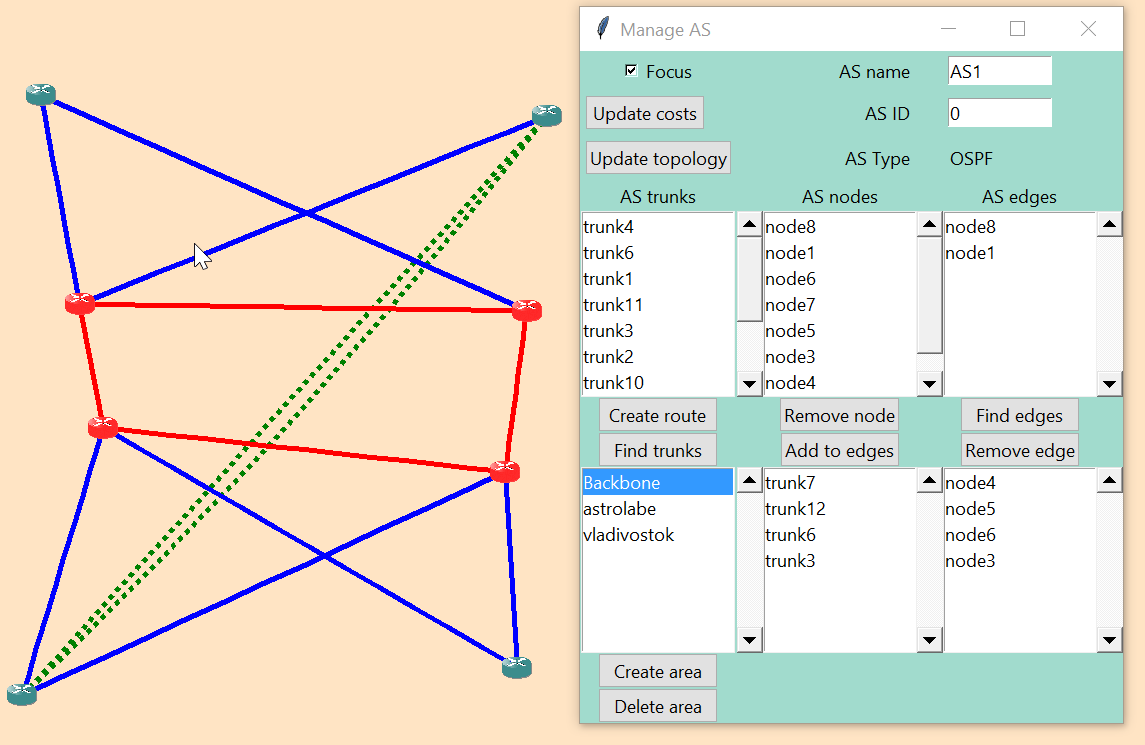 Manage AS
Focus
AS name
AS1
Update costs
AS ID
0
Update topology
AS Type
OSPF
AS trunks
AS nodes
AS edges
trunk4
trunk6
trunk1
trunk11
trunk3
trunk2
trunk10
node8
node1
node6
node7
node5
node3
node4
node8
node1
Create route
Remove node
Find edges
Find trunks
Add to edges
Remove edge
Backbone
astrolabe
vladivostok
trunk7
trunk12
trunk6
trunk3
node4
node5
node6
node3
Create area
Delete area